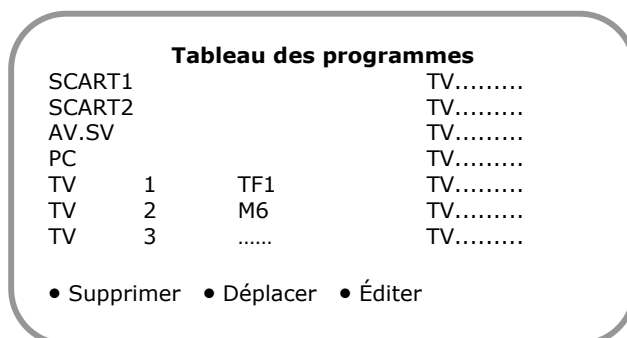 Tableau des programmes
SCART1 TV.........
SCART2 TV.........
AV.SV TV.........
PC TV.........
TV 1 TF1 TV.........
TV 2 M6 TV.........
TV 3 ...... TV.........
• Supprimer • Déplacer • Éditer